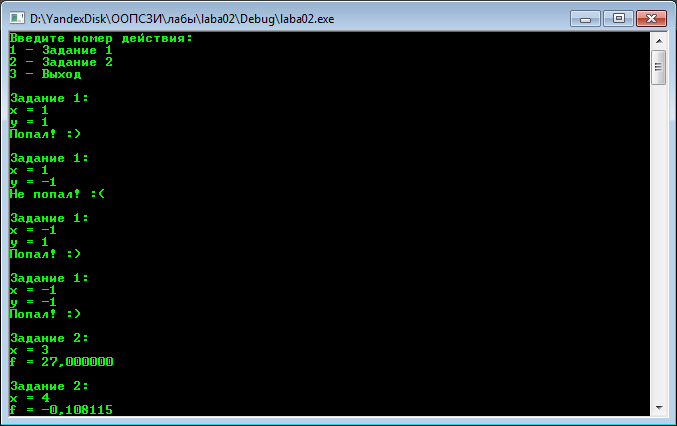 D:\YandexDisk\ООПСЗИ\лабы\laba02\Debug\laba02.exe
Введите номер действия:
1 - Задание 1
2 - Задание 2
3 - Выход
Задание 1:
x = 1
y = 1
Попал! :)
Задание 1:
x = 1
y = -1
Не попал! :(
Задание 1:
x = -1
y = 1
Попал! :)
Задание 1:
x = -1
y = -1
Попал! :)
Задание 2:
x = 3
f = 27,000000
Задание 2:
x = 4
f = -0,108115